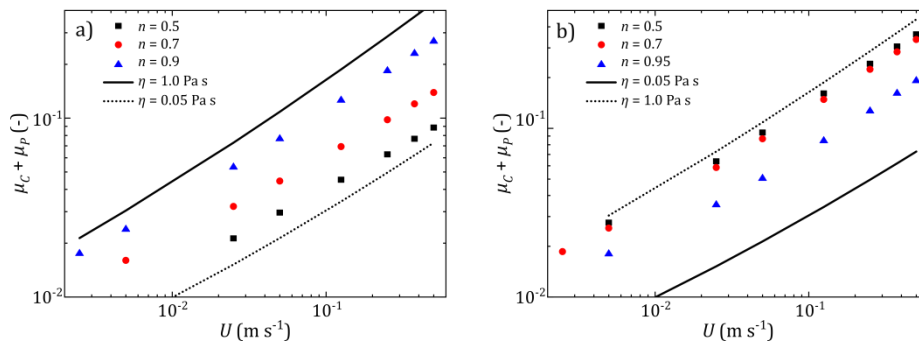 a)
n = 0.5
n = 0.7
n = 0.9
η = 1.0 Pa s
η = 0.05 Pa s
10⁻¹
10⁻²
10⁻² 10⁻¹
μC + μP (-)
U (m s⁻¹)
b)
n = 0.5
n = 0.7
n = 0.95
η = 0.05 Pa s
η = 1.0 Pa s
10⁻¹
10⁻²
10⁻² 10⁻¹
μC + μP (-)
U (m s⁻¹)